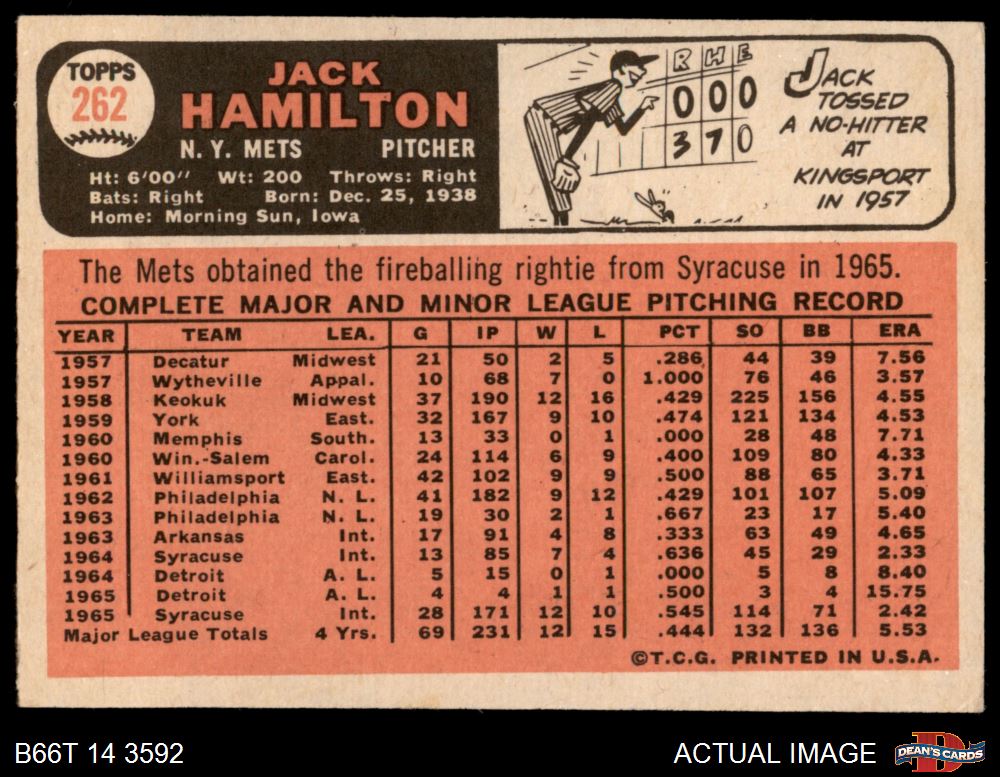 TOPPS
262
JACK
HAMILTON
N. Y. METS PITCHER
Ht: 6'00" Wt: 200 Throws: Right
Bats: Right Born: Dec. 25, 1938
Home: Morning Sun, Iowa
R H E
0 0 0
3 7 0
JACK
TOSSED
A NO-HITTER
AT
KINGSPORT
IN 1957
The Mets obtained the fireballing rightie from Syracuse in 1965.
COMPLETE MAJOR AND MINOR LEAGUE PITCHING RECORD
YEAR TEAM LEA. G IP W L PCT SO BB ERA
1957 Decatur Midwest 21 50 2 5 .286 44 39 7.56
1957 Wytheville Appal. 10 68 7 0 1.000 76 46 3.57
1958 Keokuk Midwest 37 190 12 16 .429 225 156 4.55
1959 York East. 32 167 9 10 .474 121 134 4.53
1960 Memphis South. 13 33 0 1 .000 28 48 7.71
1960 Win.-Salem Carol. 24 114 6 9 .400 109 80 4.33
1961 Williamsport East. 42 102 9 9 .500 88 65 3.71
1962 Philadelphia N. L. 41 182 9 12 .429 101 107 5.09
1963 Philadelphia N. L. 19 30 2 1 .667 23 17 5.40
1963 Arkansas Int. 17 91 4 8 .333 63 49 4.65
1964 Syracuse Int. 13 85 7 4 .636 45 29 2.33
1964 Detroit A. L. 5 15 0 1 .000 5 8 8.40
1965 Detroit A. L. 4 4 1 1 .500 3 4 15.75
1965 Syracuse Int. 28 171 12 10 .545 114 71 2.42
Major League Totals 4 Yrs. 69 231 12 15 .444 132 136 5.53
©T.C.G. PRINTED IN U.S.A.
B66T 14 3592 ACTUAL IMAGE DEAN'S CARDS